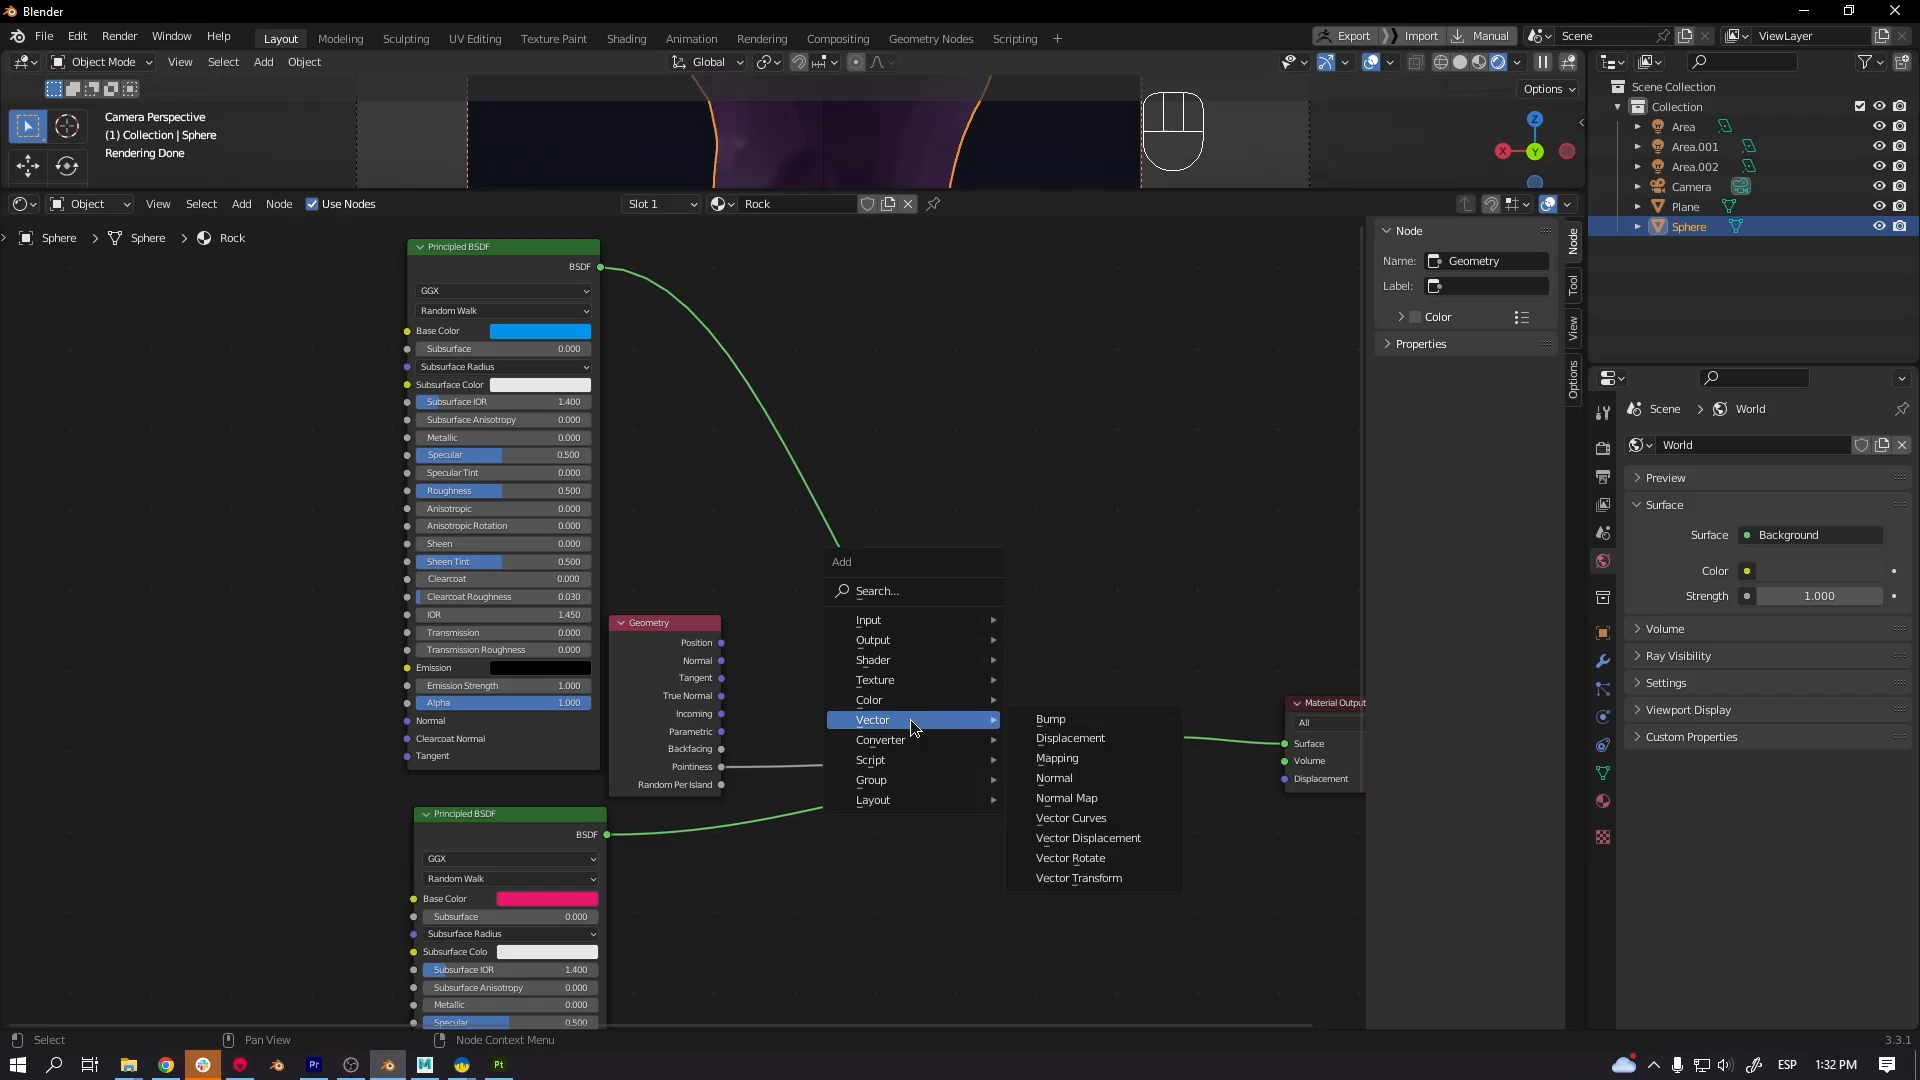 Blender
File Edit Render Window Help
Layout Modeling Sculpting UV Editing Texture Paint Shading Animation Rendering Compositing Geometry Nodes Scripting +
Export Import Manual Scene ViewLayer
Object Mode View Select Add Object Global
Options
Camera Perspective
(1) Collection | Sphere
Rendering Done
Z
X
Y
Scene Collection
Collection
Area
Area.001
Area.002
Camera
Plane
Sphere
Object View Select Add Node Use Nodes Slot 1 Rock
Sphere > Sphere > Rock
Principled BSDF
BSDF
GGX
Random Walk
Base Color
Subsurface 0.000
Subsurface Radius
Subsurface Color
Subsurface IOR 1.400
Subsurface Anisotropy 0.000
Metallic 0.000
Specular 0.500
Specular Tint 0.000
Roughness 0.500
Anisotropic 0.000
Anisotropic Rotation 0.000
Sheen 0.000
Sheen Tint 0.500
Clearcoat 0.000
Clearcoat Roughness 0.030
IOR 1.450
Transmission 0.000
Transmission Roughness 0.000
Emission
Emission Strength 1.000
Alpha 1.000
Normal
Clearcoat Normal
Tangent
Geometry
Position
Normal
Tangent
True Normal
Incoming
Parametric
Backfacing
Pointiness
Random Per Island
Principled BSDF
BSDF
GGX
Random Walk
Base Color
Subsurface 0.000
Subsurface Radius
Subsurface Colo
Subsurface IOR 1.400
Subsurface Anisotropy 0.000
Metallic 0.000
Specular 0.500
Add
Search...
Input
Output
Shader
Texture
Color
Vector
Converter
Script
Group
Layout
Bump
Displacement
Mapping
Normal
Normal Map
Vector Curves
Vector Displacement
Vector Rotate
Vector Transform
Material Output
All
Surface
Volume
Displacement
Node
Name: Geometry
Label:
Color
Properties
Node
Tool
View
Options
Scene > World
World
Preview
Surface
Surface Background
Color
Strength 1.000
Volume
Ray Visibility
Settings
Viewport Display
Custom Properties
Select Pan View Node Context Menu 3.3.1
Pr Pt ESP 1:32 PM